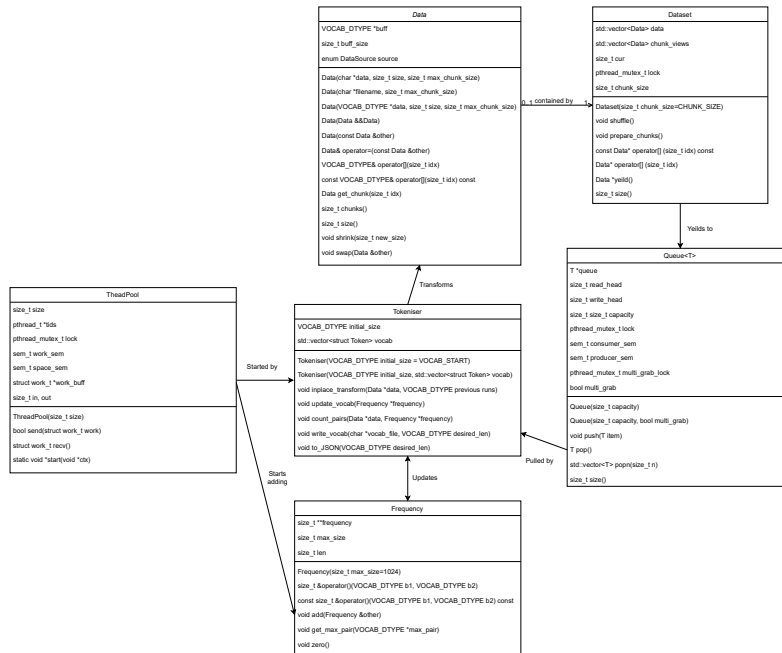 Data
VOCAB_DTYPE *buff
size_t buff_size
enum DataSource source
Data(char *data, size_t size, size_t max_chunk_size)
Data(char *filename, size_t max_chunk_size)
Data(VOCAB_DTYPE *data, size_t size, size_t max_chunk_size)
Data(Data &&Data)
Data(const Data &other)
Data& operator=(const Data &other)
VOCAB_DTYPE& operator[](size_t idx)
const VOCAB_DTYPE& operator[](size_t idx) const
Data get_chunk(size_t idx)
size_t chunks()
size_t size()
void shrink(size_t new_size)
void swap(Data &other)
0..1 contained by 1
Dataset
std::vector<Data> data
std::vector<Data> chunk_views
size_t cur
pthread_mutex_t lock
size_t chunk_size
Dataset(size_t chunk_size=CHUNK_SIZE)
void shuffle()
void prepare_chunks()
const Data* operator[] (size_t idx) const
Data* operator[] (size_t idx)
Data *yeild()
size_t size()
Yeilds to
Queue<T>
T *queue
size_t read_head
size_t write_head
size_t size_t capacity
pthread_mutex_t lock
sem_t consumer_sem
sem_t producer_sem
pthread_mutex_t multi_grab_lock
bool multi_grab
Queue(size_t capacity)
Queue(size_t capacity, bool multi_grab)
void push(T item)
T pop()
std::vector<T> popn(size_t n)
size_t size()
Transforms
TheadPool
size_t size
pthread_t *tids
pthread_mutex_t lock
sem_t work_sem
sem_t space_sem
struct work_t *work_buff
size_t in, out
ThreadPool(size_t size)
bool send(struct work_t work)
struct work_t recv()
static void *start(void *ctx)
Started by
Tokeniser
VOCAB_DTYPE initial_size
std::vector<struct Token> vocab
Tokeniser(VOCAB_DTYPE initial_size = VOCAB_START)
Tokeniser(VOCAB_DTYPE initial_size, std::vector<struct Token> vocab)
void inplace_transform(Data *data, VOCAB_DTYPE previous runs)
void update_vocab(Frequency *frequency)
void count_pairs(Data *data, Frequency *frequency)
void write_vocab(char *vocab_file, VOCAB_DTYPE desired_len)
void to_JSON(VOCAB_DTYPE desired_len)
Pulled by
Starts
adding
Updates
Frequency
size_t **frequency
size_t max_size
size_t len
Frequency(size_t max_size=1024)
size_t &operator()(VOCAB_DTYPE b1, VOCAB_DTYPE b2)
const size_t &operator()(VOCAB_DTYPE b1, VOCAB_DTYPE b2) const
void add(Frequency &other)
void get_max_pair(VOCAB_DTYPE *max_pair)
void zero()